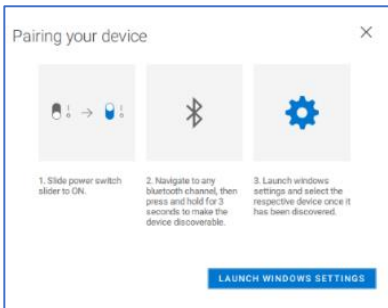 Pairing your device
1. Slide power switch
slider to ON.
2. Navigate to any
bluetooth channel, then
press and hold for 3
seconds to make the
device discoverable.
3. Launch windows
settings and select the
respective device once it
has been discovered.
LAUNCH WINDOWS SETTINGS